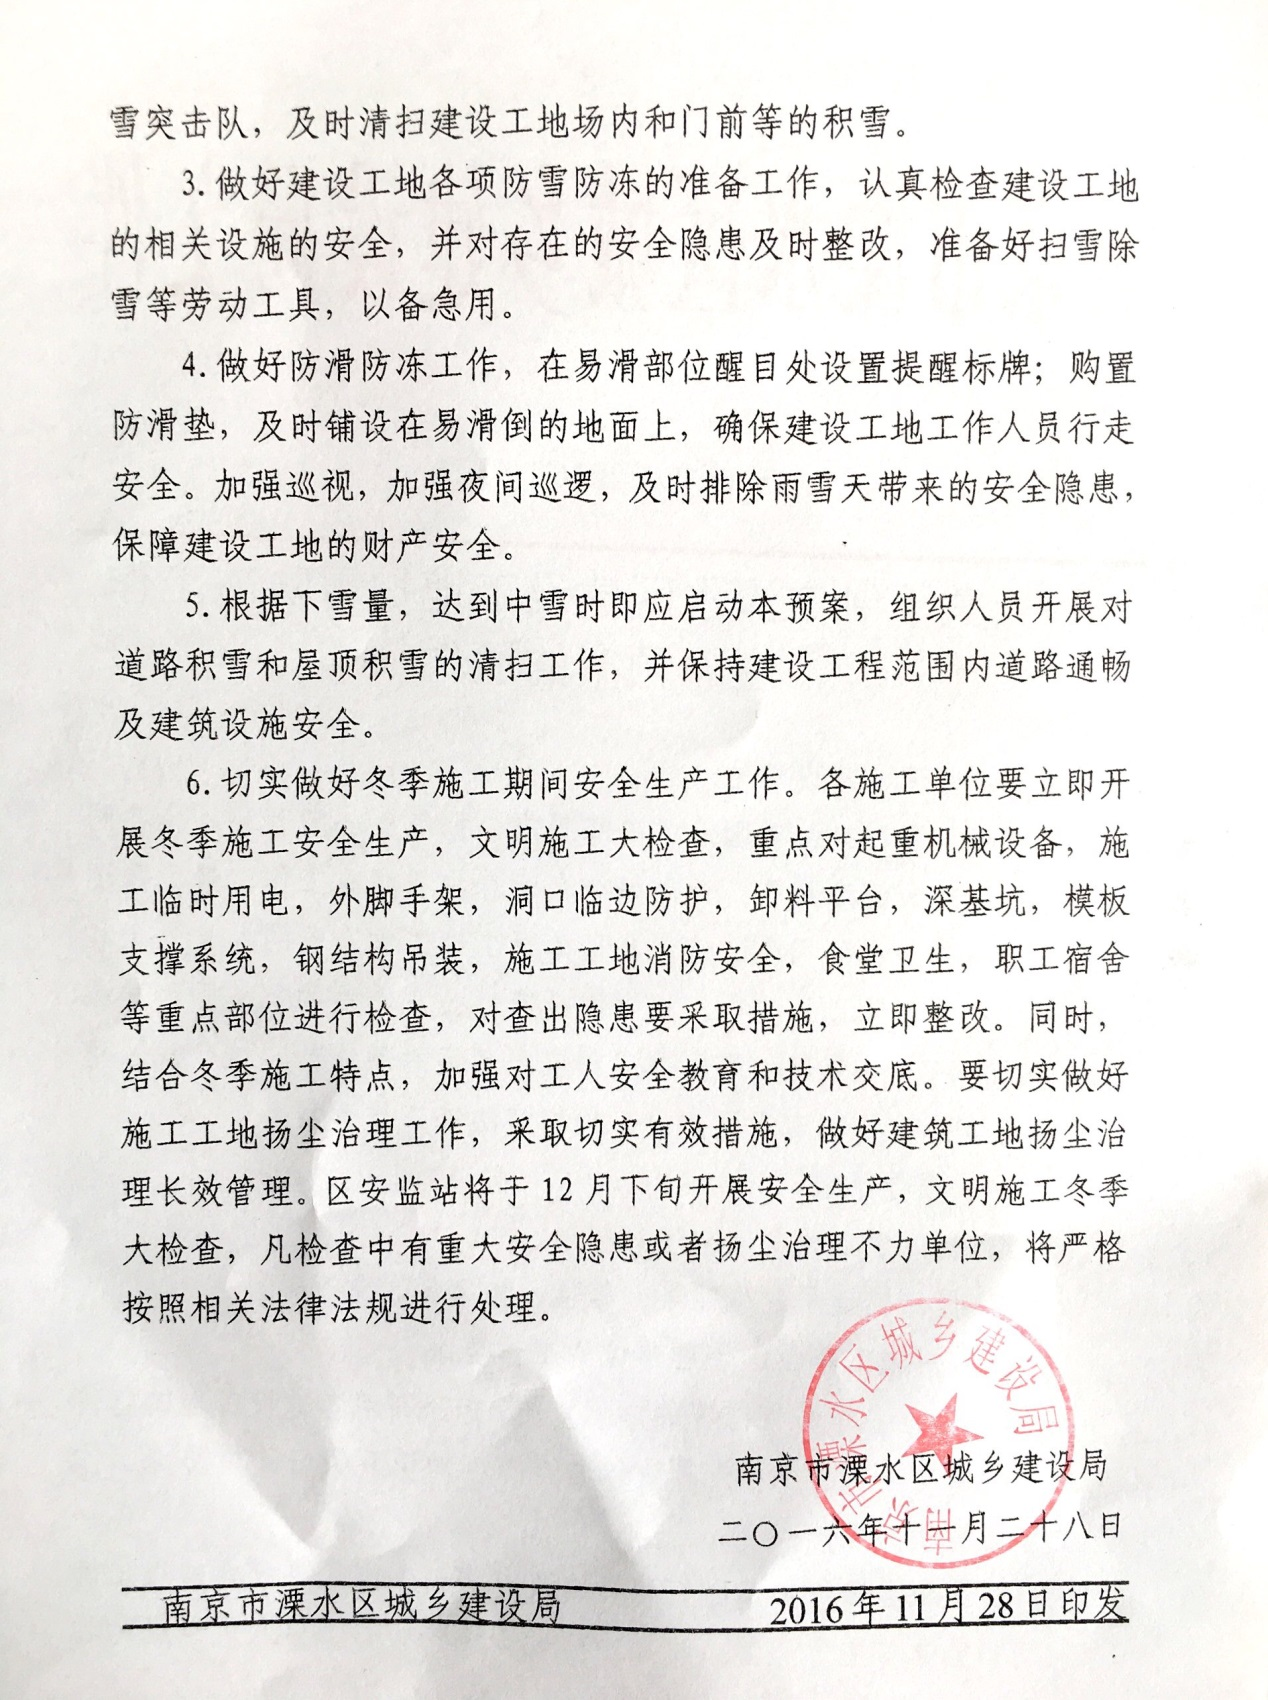 雪突击队，及时清扫建设工地场内和门前等的积雪。
3.做好建设工地各项防雪防冻的准备工作，认真检查建设工地
的相关设施的安全，并对存在的安全隐患及时整改，准备好扫雪除
雪等劳动工具，以备急用。
4.做好防滑防冻工作，在易滑部位醒目处设置提醒标牌；购置
防滑垫，及时铺设在易滑倒的地面上，确保建设工地工作人员行走
安全。加强巡视，加强夜间巡逻，及时排除雨雪天带来的安全隐患，
保障建设工地的财产安全。
5.根据下雪量，达到中雪时即应启动本预案，组织人员开展对
道路积雪和屋顶积雪的清扫工作，并保持建设工程范围内道路通畅
及建筑设施安全。
6.切实做好冬季施工期间安全生产工作。各施工单位要立即开
展冬季施工安全生产，文明施工大检查，重点对起重机械设备，施
工临时用电，外脚手架，洞口临边防护，卸料平台，深基坑，模板
支撑系统，钢结构吊装，施工工地消防安全，食堂卫生，职工宿舍
等重点部位进行检查，对查出隐患要采取措施，立即整改。同时，
结合冬季施工特点，加强对工人安全教育和技术交底。要切实做好
施工工地扬尘治理工作，采取切实有效措施，做好建筑工地扬尘治
理长效管理。区安监站将于12月下旬开展安全生产，文明施工冬季
大检查，凡检查中有重大安全隐患或者扬尘治理不力单位，将严格
按照相关法律法规进行处理。
南京市溧水区城乡建设局
南京市溧水区城乡建设局
二〇一六年十一月二十八日
南京市溧水区城乡建设局 2016年11月28日印发